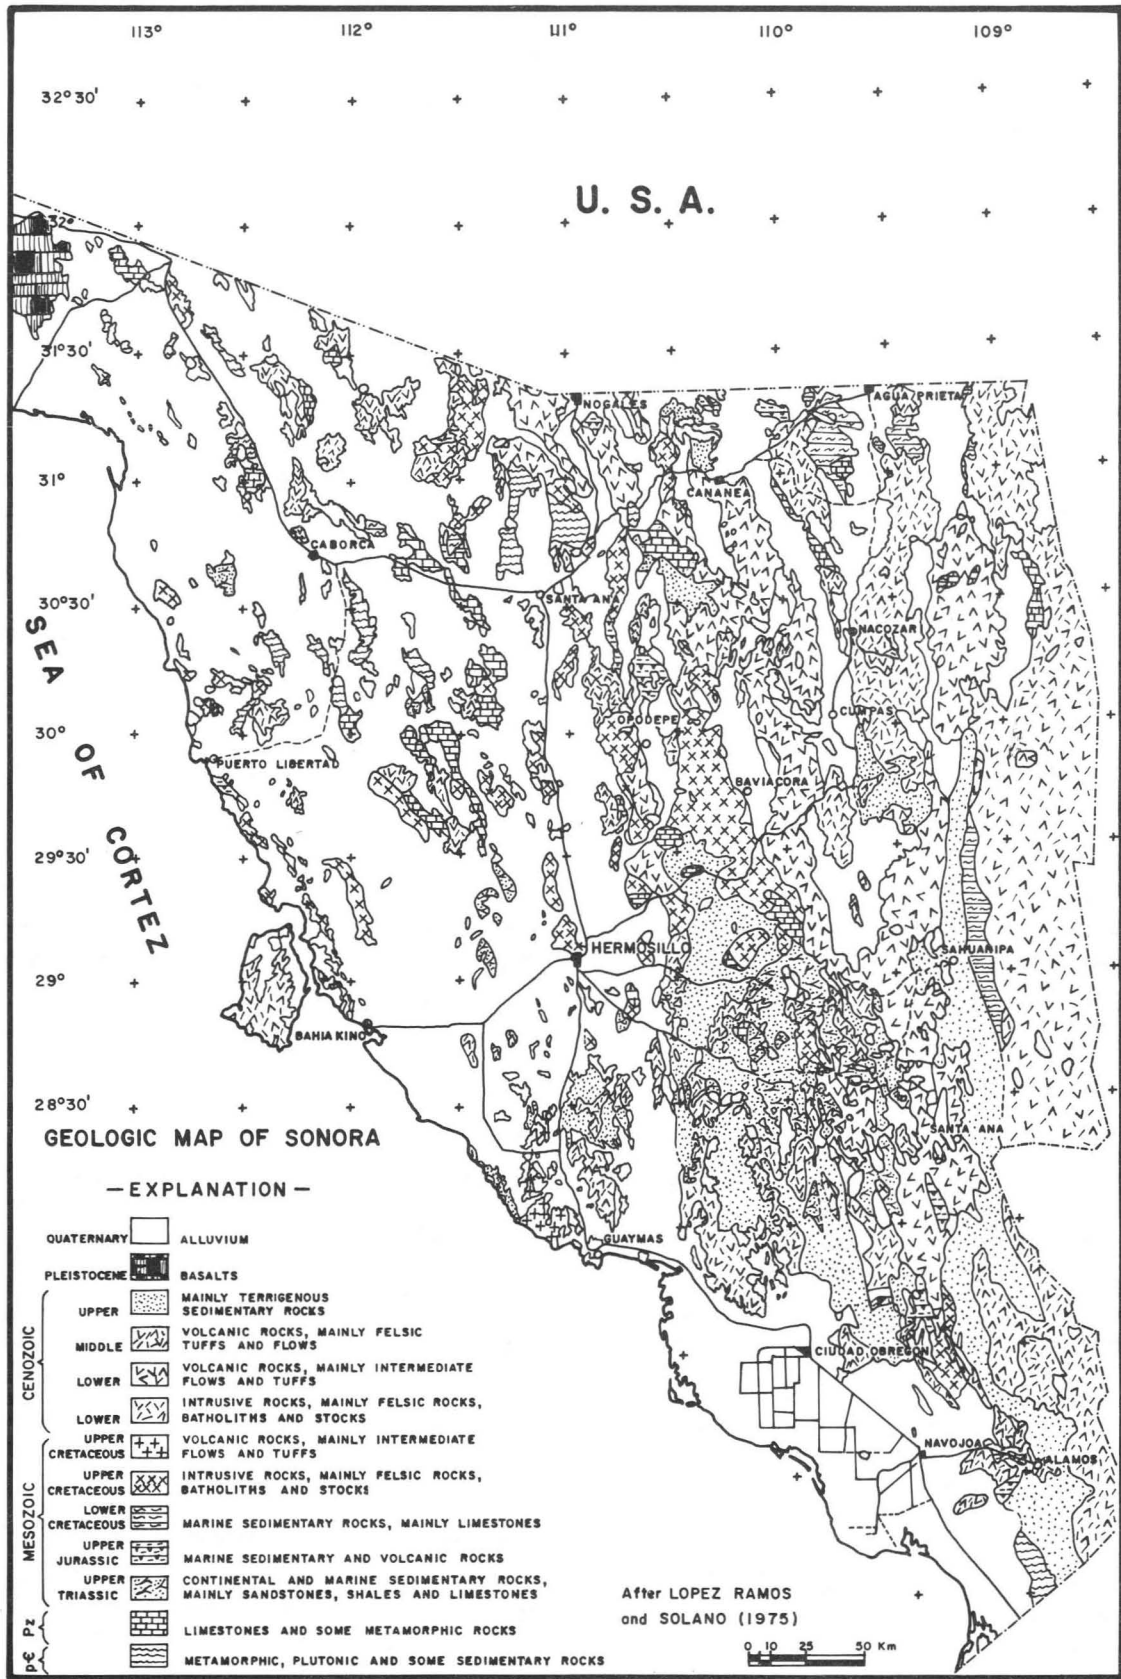 113° 112° 111° 110° 109°
32°30'
U. S. A.
32°
31°30'
NOGALES
AGUA PRIETA
31°
CANANEA
CABORCA
30°30'
SANTA ANA
NACOZARI
SEA OF CORTEZ
OPODEPE
CUMPAS
30°
PUERTO LIBERTAD
BAVIACORA
29°30'
HERMOSILLO
SAHUARIPA
29°
BAHIA KINO
28°30'
GEOLOGIC MAP OF SONORA
SANTA ANA
— EXPLANATION —
QUATERNARY ALLUVIUM
GUAYMAS
PLEISTOCENE BASALTS
CENOZOIC
UPPER MAINLY TERRIGENOUS
SEDIMENTARY ROCKS
MIDDLE VOLCANIC ROCKS, MAINLY FELSIC
TUFFS AND FLOWS
CIUDAD OBREGON
LOWER VOLCANIC ROCKS, MAINLY INTERMEDIATE
FLOWS AND TUFFS
LOWER INTRUSIVE ROCKS, MAINLY FELSIC ROCKS,
BATHOLITHS AND STOCKS
MESOZOIC
UPPER CRETACEOUS VOLCANIC ROCKS, MAINLY INTERMEDIATE
FLOWS AND TUFFS
NAVOJOA
ALAMOS
UPPER CRETACEOUS INTRUSIVE ROCKS, MAINLY FELSIC ROCKS,
BATHOLITHS AND STOCKS
LOWER CRETACEOUS MARINE SEDIMENTARY ROCKS, MAINLY LIMESTONES
UPPER JURASSIC MARINE SEDIMENTARY AND VOLCANIC ROCKS
UPPER TRIASSIC CONTINENTAL AND MARINE SEDIMENTARY ROCKS,
MAINLY SANDSTONES, SHALES AND LIMESTONES
Pz LIMESTONES AND SOME METAMORPHIC ROCKS
p-Є METAMORPHIC, PLUTONIC AND SOME SEDIMENTARY ROCKS
After LOPEZ RAMOS
and SOLANO (1975)
0 10 25 50 Km